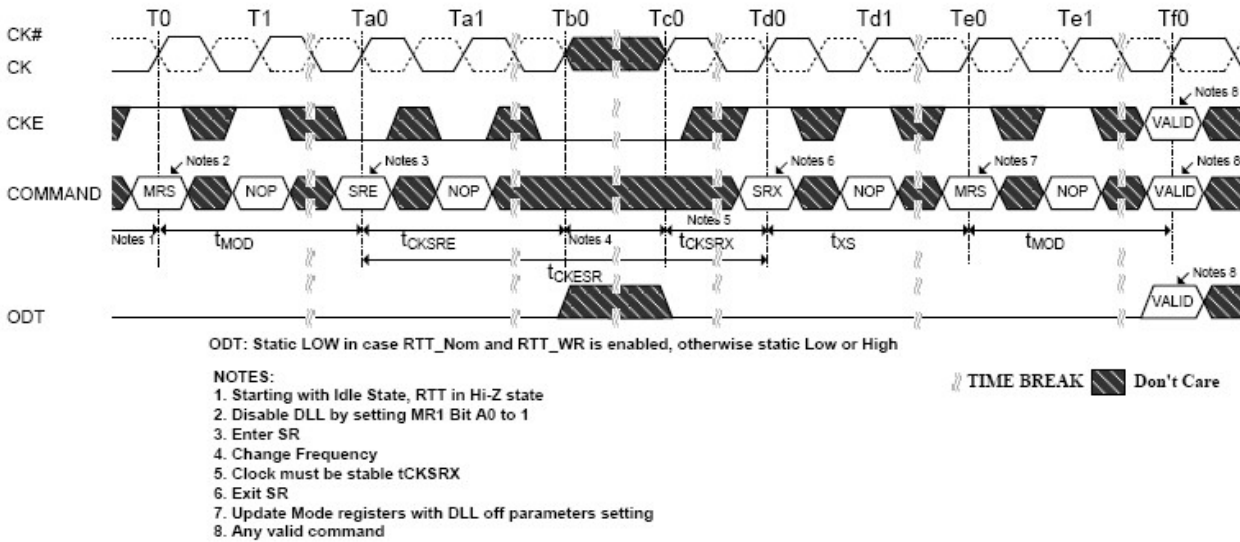 T0 T1 Ta0 Ta1 Tb0 Tc0 Td0 Td1 Te0 Te1 Tf0
CK#
CK
Notes 8
CKE VALID
Notes 2 Notes 3 Notes 6 Notes 7 Notes 8
COMMAND MRS NOP SRE NOP SRX NOP MRS NOP VALID
Notes 1 tMOD tCKSRE Notes 4 Notes 5 tCKSRX tXS tMOD
tCKESR
Notes 8
ODT VALID
ODT: Static LOW in case RTT_Nom and RTT_WR is enabled, otherwise static Low or High
NOTES:
1. Starting with Idle State, RTT in Hi-Z state
2. Disable DLL by setting MR1 Bit A0 to 1
3. Enter SR
4. Change Frequency
5. Clock must be stable tCKSRX
6. Exit SR
7. Update Mode registers with DLL off parameters setting
8. Any valid command
TIME BREAK Don't Care